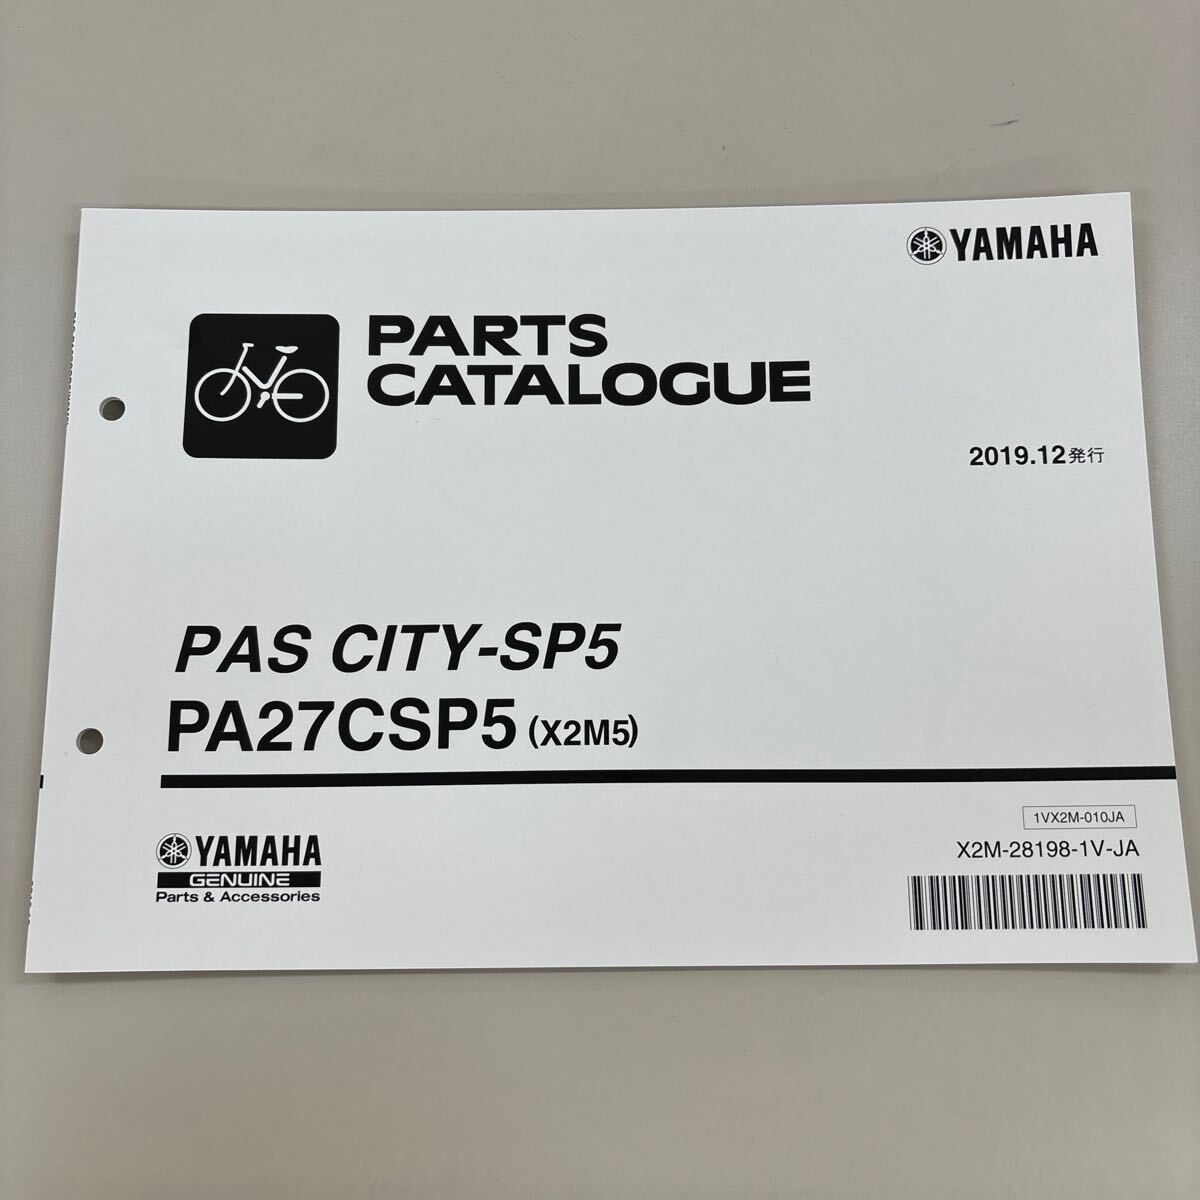 YAMAHA
PARTS
CATALOGUE
2019.12発行
PAS CITY-SP5
PA27CSP5 (X2M5)
YAMAHA
GENUINE
Parts & Accessories
1VX2M-010JA
X2M-28198-1V-JA